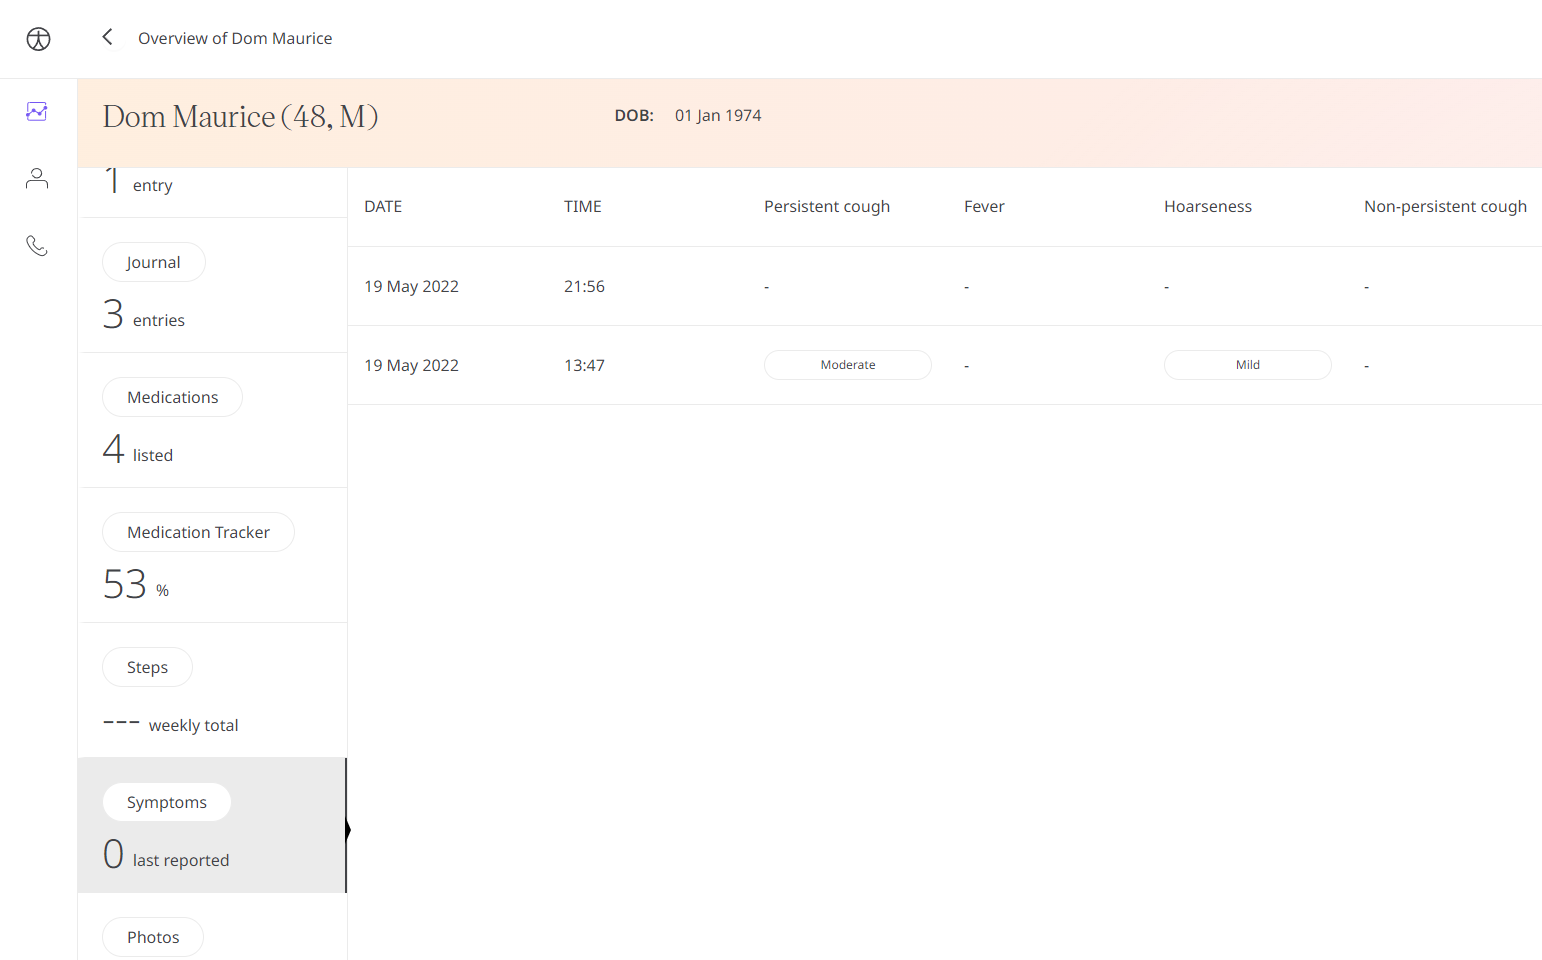 Overview of Dom Maurice
Dom Maurice (48, M)
DOB: 01 Jan 1974
1 entry
Journal
3 entries
Medications
4 listed
Medication Tracker
53 %
Steps
--- weekly total
Symptoms
0 last reported
Photos
DATE TIME Persistent cough Fever Hoarseness Non-persistent cough
19 May 2022 21:56 - - - -
19 May 2022 13:47 Moderate - Mild -